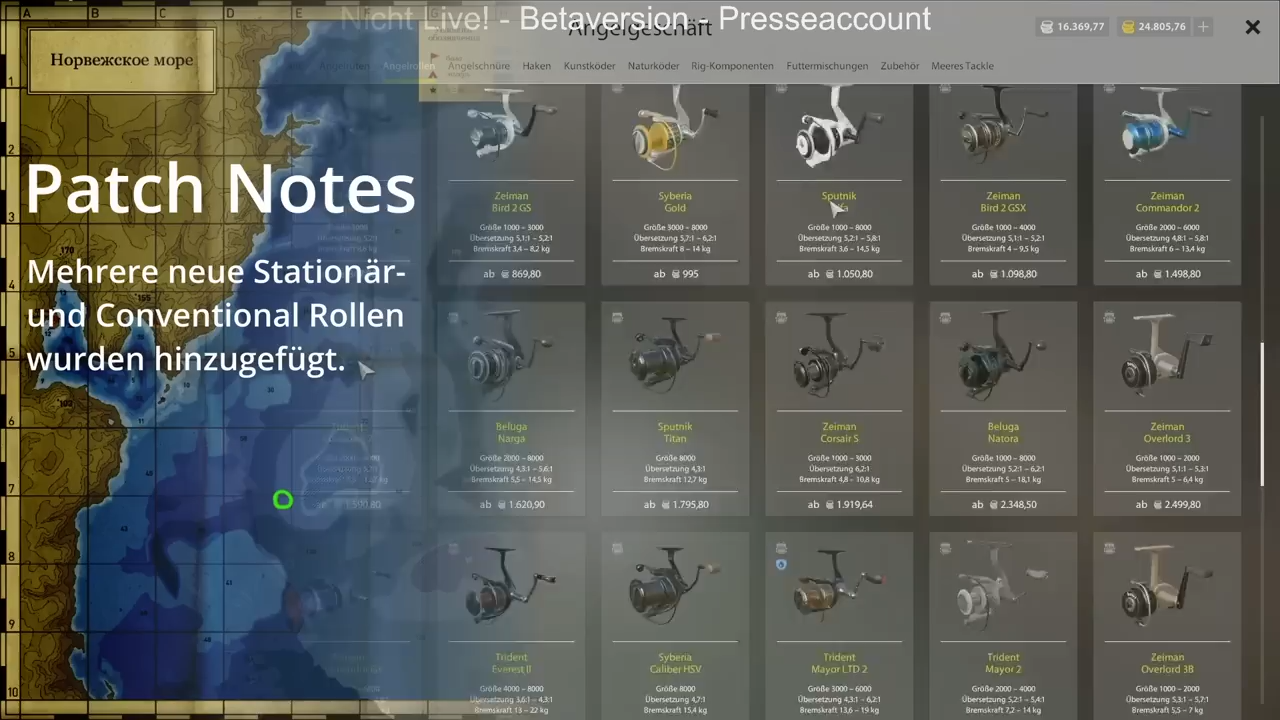 Nicht Live! - Betaversion - Presseaccount
Angelgeschäft
16.369,77
24.805,76
Angelruten Angelrollen Angelschnüre Haken Kunstköder Naturköder Rig-Komponenten Futtermischungen Zubehör Meeres Tackle
A B C D E F G
Норвежское море
1
2
3
4
5
6
7
8
9
10
Patch Notes
Mehrere neue Stationär-
und Conventional Rollen
wurden hinzugefügt.
Zeiman
Bird 2 GS
Größe 1000 – 3000
Übersetzung 5,1:1 – 5,2:1
Bremskraft 3,4 – 8,2 kg
ab 869,80
Syberia
Gold
Größe 3000 – 8000
Übersetzung 5,7:1 – 6,2:1
Bremskraft 8 – 14 kg
ab 995
Sputnik
Größe 1000 – 8000
Übersetzung 5,2:1 – 5,8:1
Bremskraft 3,6 – 14,5 kg
ab 1.050,80
Zeiman
Bird 2 GSX
Größe 1000 – 4000
Übersetzung 5,1:1 – 5,2:1
Bremskraft 4 – 9,5 kg
ab 1.098,80
Zeiman
Commander 2
Größe 2000 – 6000
Übersetzung 4,8:1 – 5,8:1
Bremskraft 6 – 13,4 kg
ab 1.498,80
ab 1.590,80
Beluga
Narga
Größe 2000 – 8000
Übersetzung 4,3:1 – 5,6:1
Bremskraft 5,5 – 14,5 kg
ab 1.620,90
Sputnik
Titan
Größe 8000
Übersetzung 4,3:1
Bremskraft 12,7 kg
ab 1.795,80
Zeiman
Corsair S
Größe 1000 – 3000
Übersetzung 6,2:1
Bremskraft 4,8 – 10,8 kg
ab 1.919,64
Beluga
Natora
Größe 1000 – 8000
Übersetzung 5,2:1 – 6,2:1
Bremskraft 5 – 18,1 kg
ab 2.348,50
Zeiman
Overlord 3
Größe 1000 – 2000
Übersetzung 5,1:1 – 5,3:1
Bremskraft 5 – 6,4 kg
ab 2.499,80
Trident
Everest II
Größe 4000 – 8000
Übersetzung 3,6:1 – 4,3:1
Bremskraft 13 – 22 kg
Syberia
Caliber HSV
Größe 8000
Übersetzung 4,7:1
Bremskraft 15,4 kg
Trident
Mayor LTD 2
Größe 3000 – 6000
Übersetzung 4,3:1 – 6,2:1
Bremskraft 13,6 – 19 kg
Trident
Mayor 2
Größe 2000 – 4000
Übersetzung 5,2:1 – 5,4:1
Bremskraft 7,2 – 14 kg
Zeiman
Overlord 3B
Größe 1000 – 2000
Übersetzung 5,3:1 – 5,7:1
Bremskraft 5,5 – 7 kg